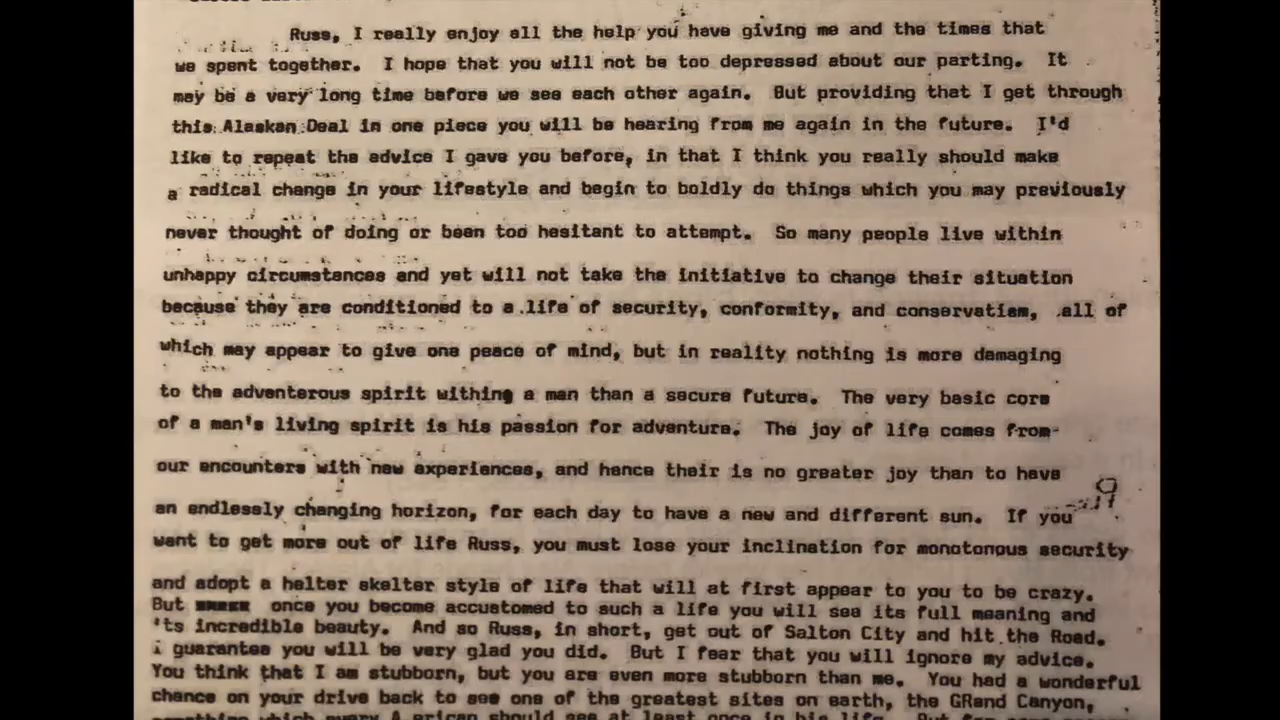 Russ, I really enjoy all the help you have giving me and the times that
we spent together. I hope that you will not be too depressed about our parting. It
may be a very long time before we see each other again. But providing that I get through
this Alaskan Deal in one piece you will be hearing from me again in the future. I'd
like to repeat the advice I gave you before, in that I think you really should make
a radical change in your lifestyle and begin to boldly do things which you may previously
never thought of doing or been too hesitant to attempt. So many people live within
unhappy circumstances and yet will not take the initiative to change their situation
because they are conditioned to a life of security, conformity, and conservatism, all of
which may appear to give one peace of mind, but in reality nothing is more damaging
to the adventerous spirit withing a man than a secure future. The very basic core
of a man's living spirit is his passion for adventure. The joy of life comes from
our encounters with new experiences, and hence their is no greater joy than to have
an endlessly changing horizon, for each day to have a new and different sun. If you
want to get more out of life Russ, you must lose your inclination for monotonous security
and adopt a helter skelter style of life that will at first appear to you to be crazy.
But once you become accustomed to such a life you will see its full meaning and
'ts incredible beauty. And so Russ, in short, get out of Salton City and hit the Road.
i guarantee you will be very glad you did. But I fear that you will ignore my advice.
You think that I am stubborn, but you are even more stubborn than me. You had a wonderful
chance on your drive back to see one of the greatest sites on earth, the GRand Canyon,
something which every A erican should see at least once in his life. But for